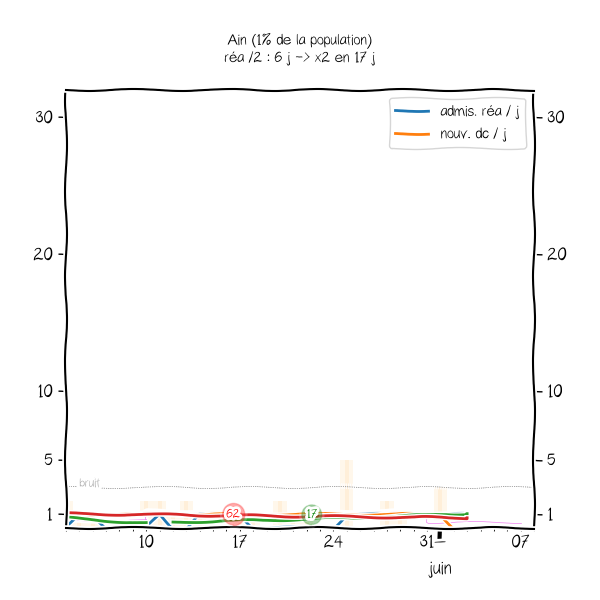 Ain (1% de la population)
réa /2 : 6 j -> x2 en 17 j
admis. réa / j
nouv. dc / j
30 30
20 20
10 10
5 5
bruit
62 17
1 1
10 17 24 31 07
juin